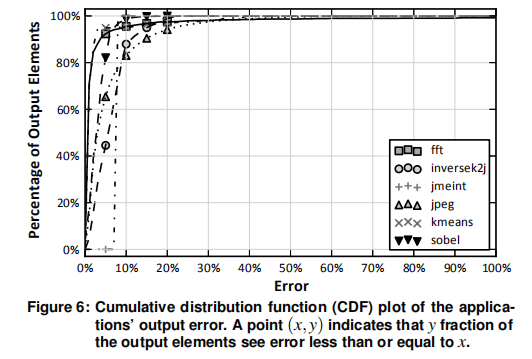 Percentage of Output Elements
100%
80%
60%
40%
20%
0%
0% 10% 20% 30% 40% 50% 60% 70% 80% 90% 100%
Error
fft
inversek2j
jmeint
jpeg
kmeans
sobel
Figure 6: Cumulative distribution function (CDF) plot of the applica-
tions’ output error. A point (x, y) indicates that y fraction of
the output elements see error less than or equal to x.